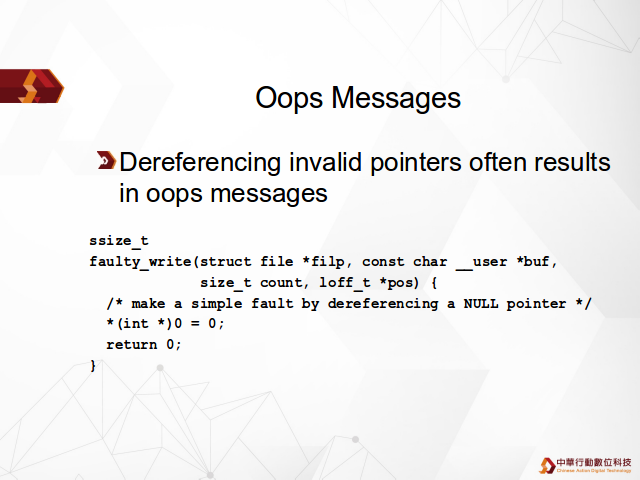 Oops Messages
Dereferencing invalid pointers often results
in oops messages
ssize_t
faulty_write(struct file *filp, const char __user *buf,
             size_t count, loff_t *pos) {
  /* make a simple fault by dereferencing a NULL pointer */
  *(int *)0 = 0;
  return 0;
}
中華行動數位科技
Chinese Action Digital Technology